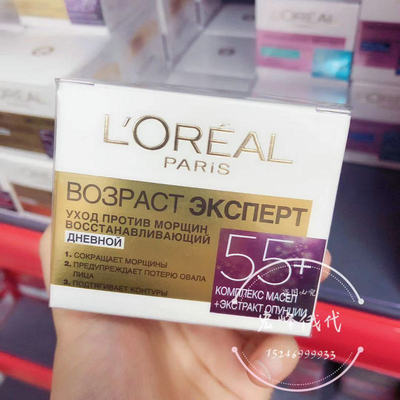 L'ORÉAL
PARIS
ВОЗРАСТ ЭКСПЕРТ
УХОД ПРОТИВ МОРЩИН
ВОССТАНАВЛИВАЮЩИЙ
ДНЕВНОЙ
1. СОКРАЩАЕТ МОРЩИНЫ
2. ПРЕДУПРЕЖДАЕТ ПОТЕРЮ ОВАЛА
ЛИЦА
3. ПОДТЯГИВАЕТ КОНТУРЫ
55+
КОМПЛЕКС МАСЕЛ
+ЭКСТРАКТ ОПУНЦИИ
15246999933